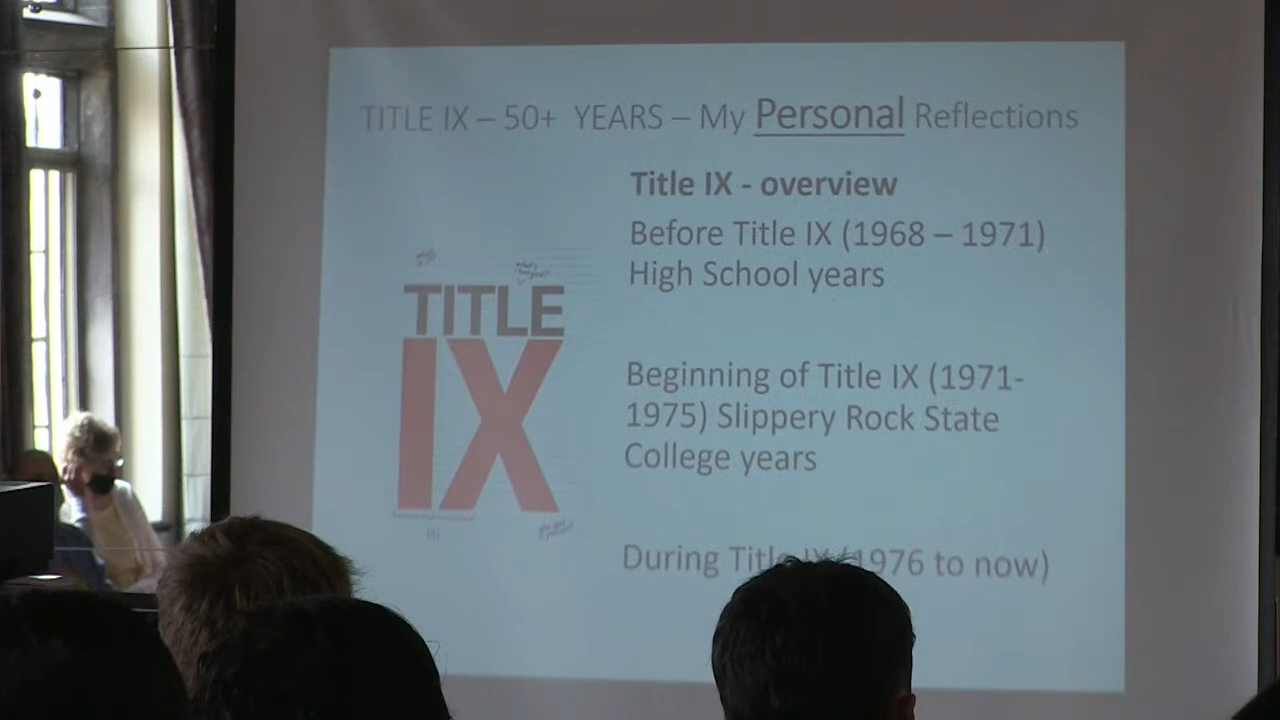 TITLE IX – 50+ YEARS – My Personal Reflections
Title IX - overview
Before Title IX (1968 – 1971)
High School years
TITLE
IX
Beginning of Title IX (1971-
1975) Slippery Rock State
College years
During Title IX (1976 to now)